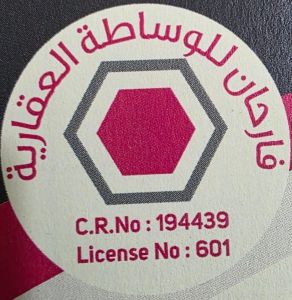 فارحان للوساطة العقارية
C.R.No : 194439
License No : 601